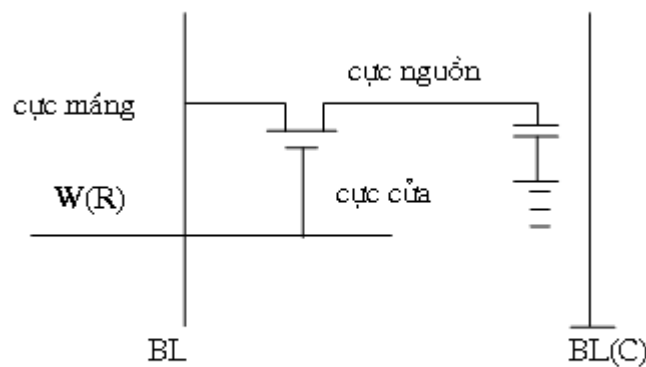 cực nguồn
cực máng
W(R)
cực cửa
BL
BL(C)